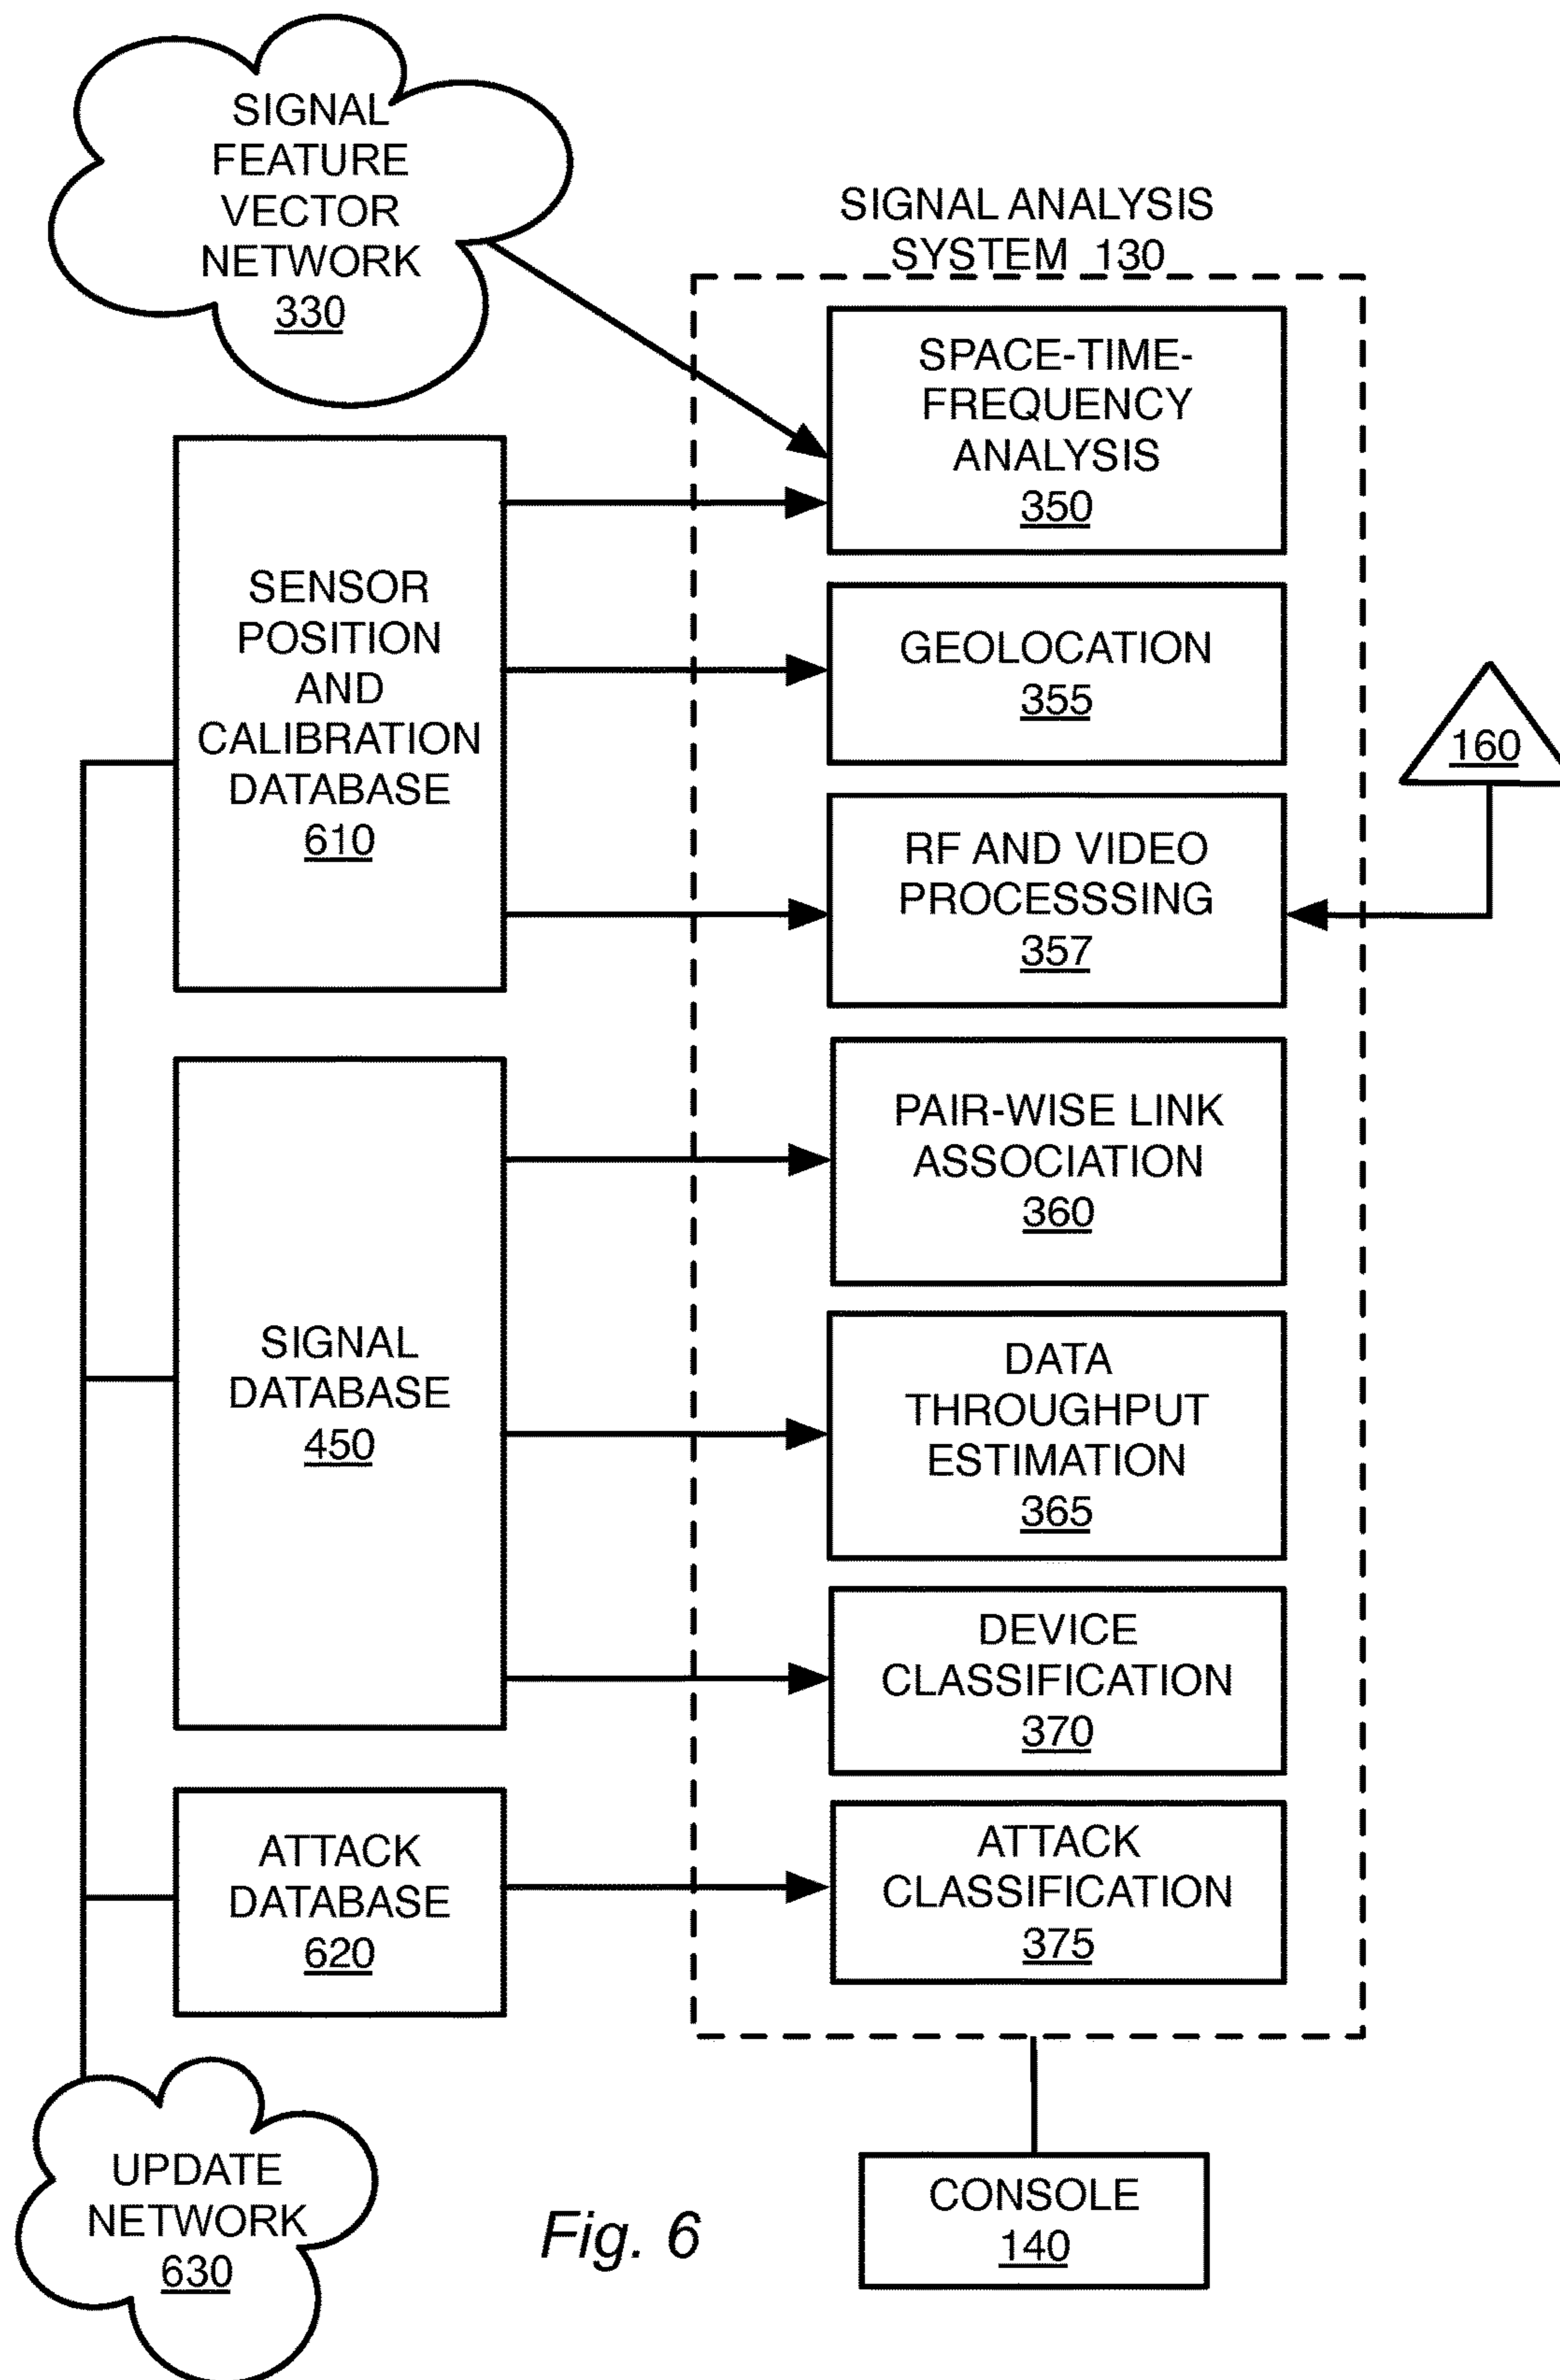 SIGNAL
FEATURE
VECTOR
NETWORK
330
SIGNAL ANALYSIS
SYSTEM 130
SPACE-TIME-
FREQUENCY
ANALYSIS
350
SENSOR
POSITION
AND
CALIBRATION
DATABASE
610
GEOLOCATION
355
160
RF AND VIDEO
PROCESSSING
357
PAIR-WISE LINK
ASSOCIATION
360
SIGNAL
DATABASE
450
DATA
THROUGHPUT
ESTIMATION
365
DEVICE
CLASSIFICATION
370
ATTACK
DATABASE
620
ATTACK
CLASSIFICATION
375
UPDATE
NETWORK
630
Fig. 6
CONSOLE
140